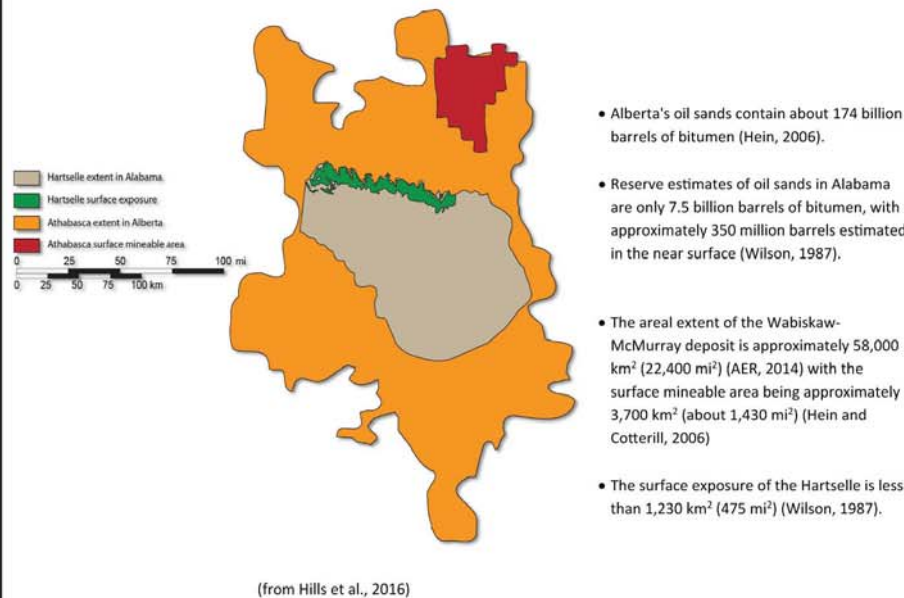 Hartselle extent in Alabama
Hartselle surface exposure
Athabasca extent in Alberta
Athabasca surface mineable area
0 25 50 75 100 mi
0 25 50 75 100 km
• Alberta's oil sands contain about 174 billion
barrels of bitumen (Hein, 2006).
• Reserve estimates of oil sands in Alabama
are only 7.5 billion barrels of bitumen, with
approximately 350 million barrels estimated
in the near surface (Wilson, 1987).
• The areal extent of the Wabiskaw-
McMurray deposit is approximately 58,000
km² (22,400 mi²) (AER, 2014) with the
surface mineable area being approximately
3,700 km² (about 1,430 mi²) (Hein and
Cotterill, 2006)
• The surface exposure of the Hartselle is less
than 1,230 km² (475 mi²) (Wilson, 1987).
(from Hills et al., 2016)